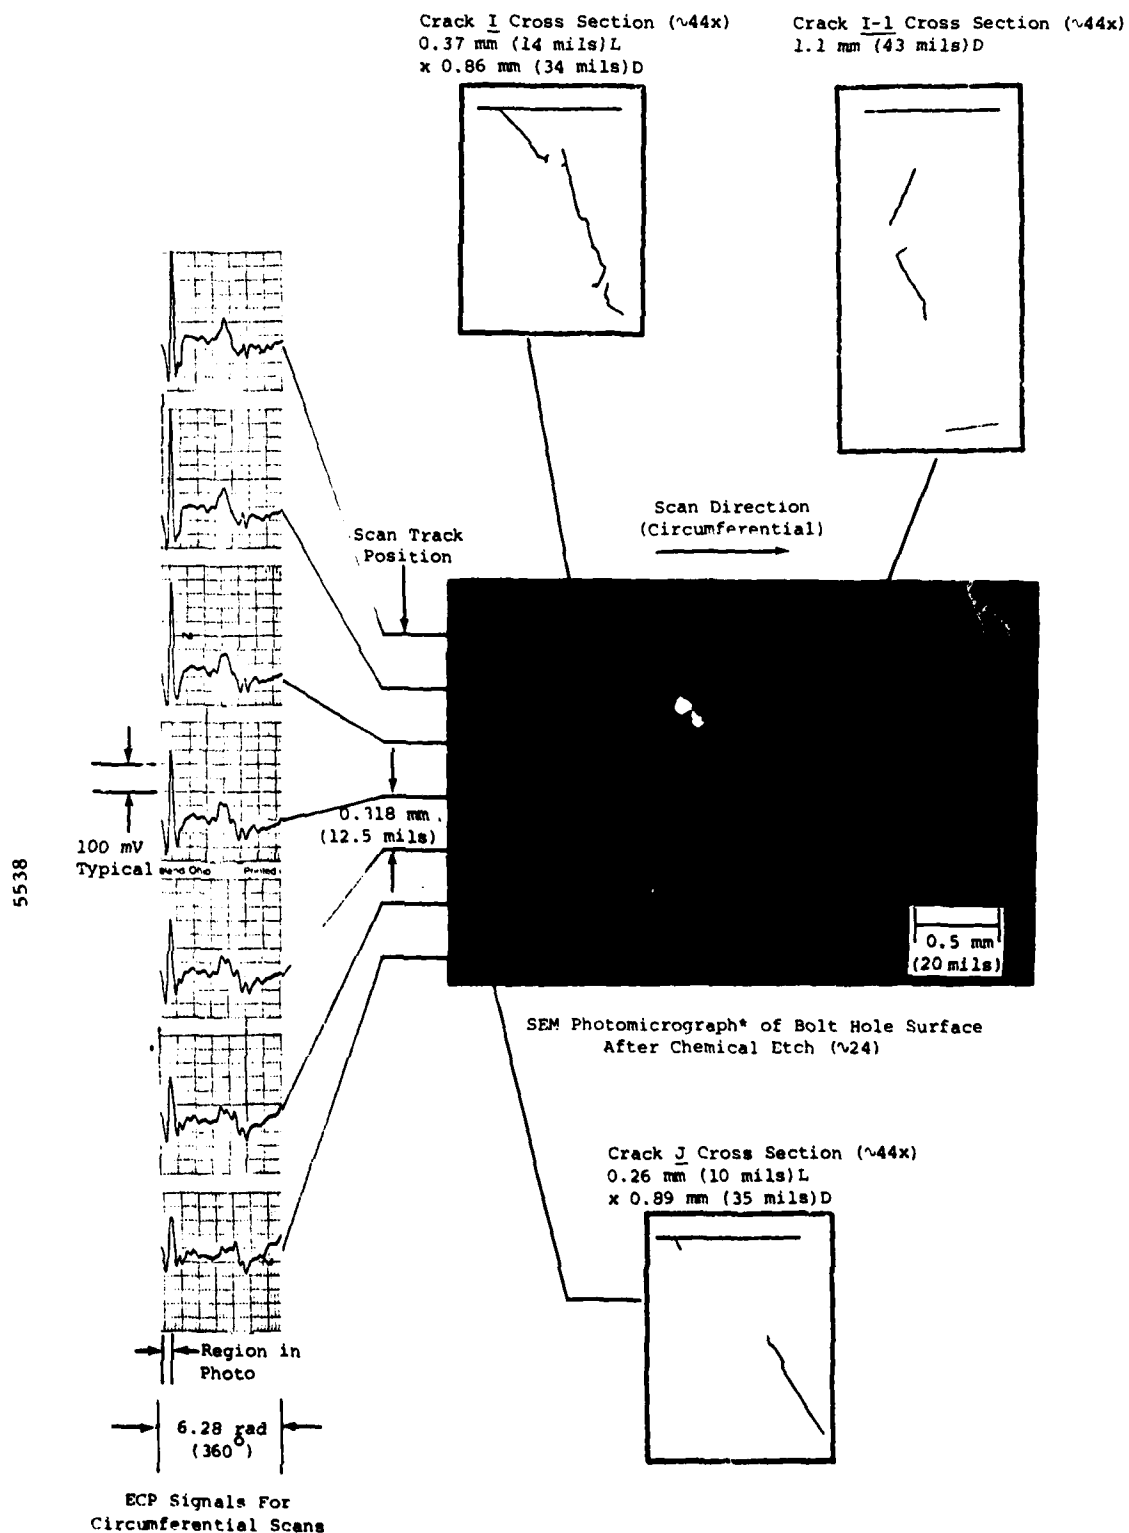 Crack I Cross Section (~44x)
0.37 mm (14 mils)L
x 0.86 mm (34 mils)D
Crack I-1 Cross Section (~44x)
1.1 mm (43 mils)D
Scan Direction
(Circumferential)
Scan Track
Position
0.318 mm
(12.5 mils)
100 mV
Typical
Ohio
Printed
5538
0.5 mm
(20 mils)
SEM Photomicrograph* of Bolt Hole Surface
After Chemical Etch (~24)
Crack J Cross Section (~44x)
0.26 mm (10 mils)L
x 0.89 mm (35 mils)D
Region in
Photo
6.28 rad
(360°)
ECP Signals For
Circumferential Scans